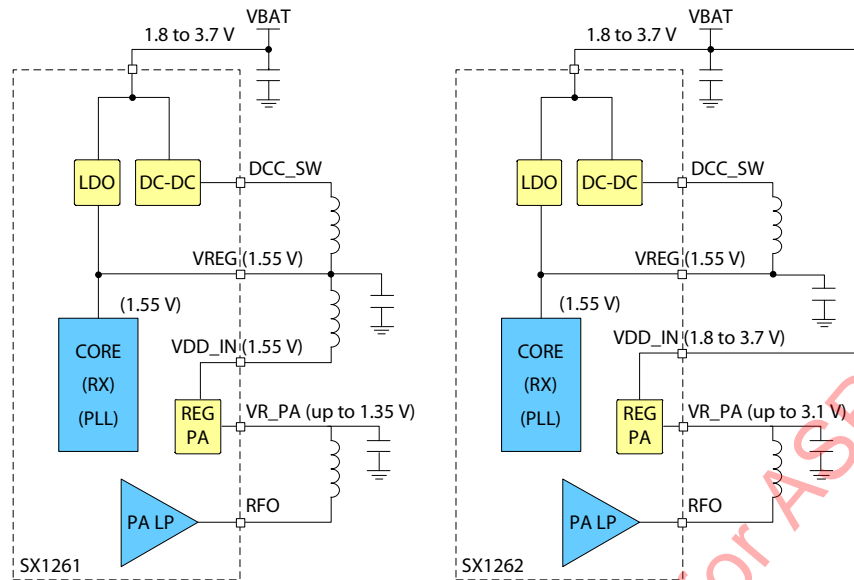 VBAT
1.8 to 3.7 V
LDO
DC-DC
DCC_SW
VREG (1.55 V)
(1.55 V)
CORE
(RX)
(PLL)
VDD_IN (1.55 V)
REG
PA
VR_PA (up to 1.35 V)
PA LP
RFO
SX1261
VBAT
1.8 to 3.7 V
LDO
DC-DC
DCC_SW
VREG (1.55 V)
(1.55 V)
CORE
(RX)
(PLL)
VDD_IN (1.8 to 3.7 V)
REG
PA
VR_PA (up to 3.1 V)
PA LP
RFO
SX1262
for